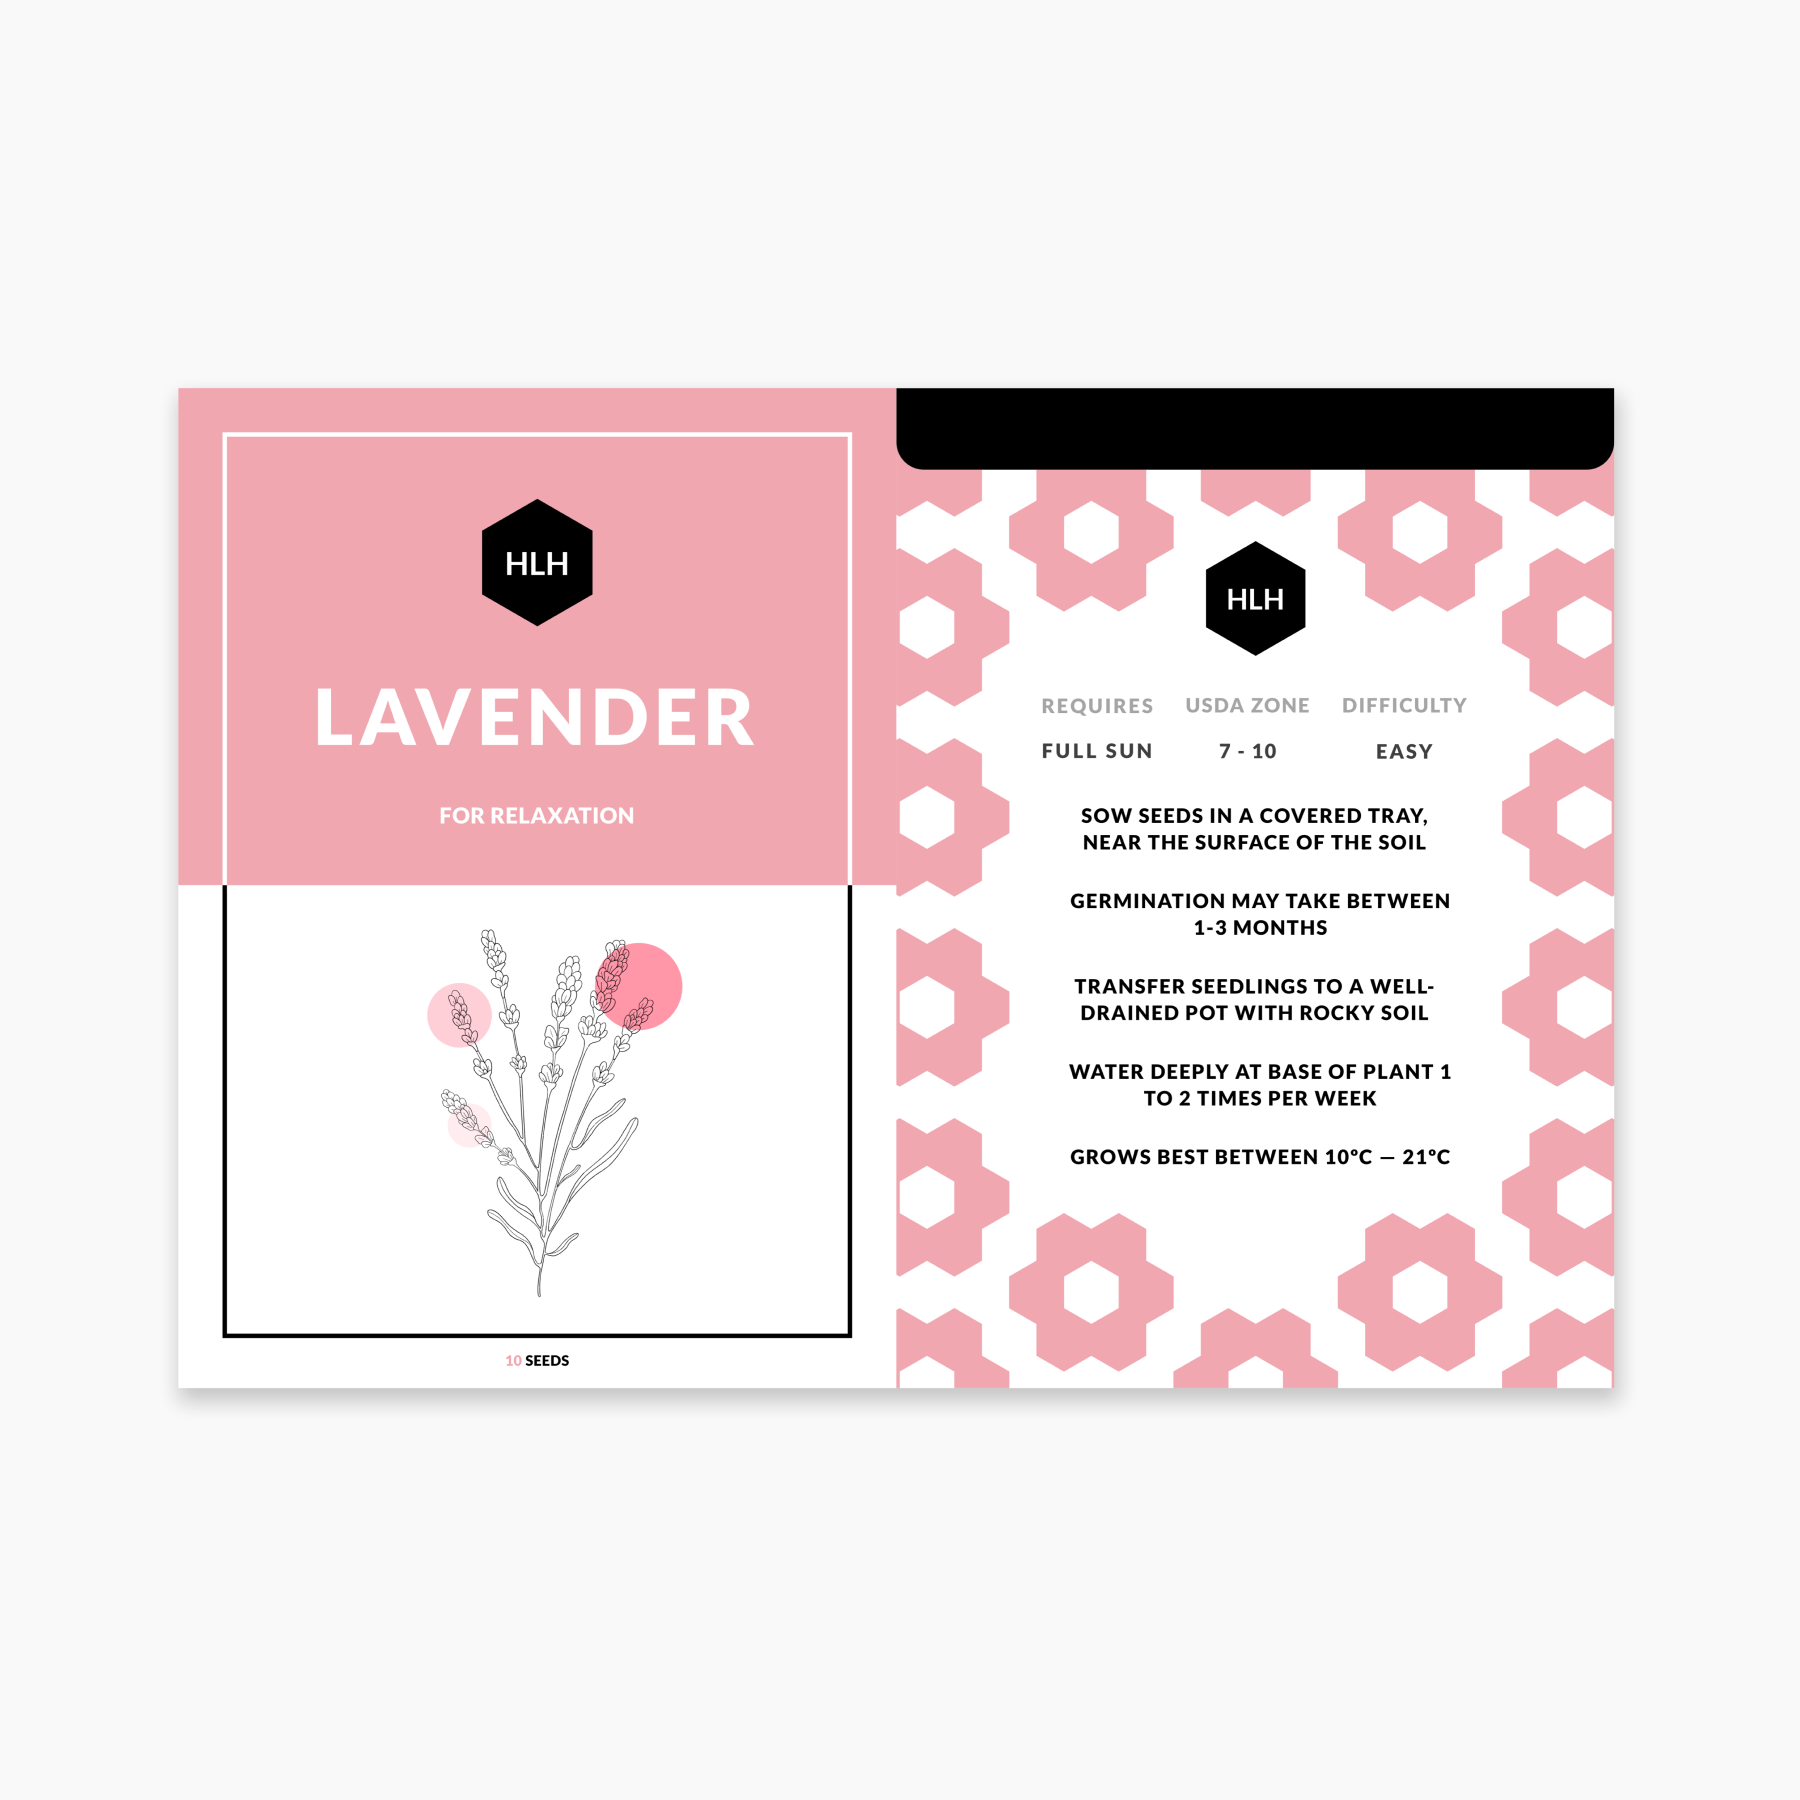 HLH
LAVENDER
FOR RELAXATION
10 SEEDS
HLH
REQUIRES USDA ZONE DIFFICULTY
FULL SUN 7 - 10 EASY
SOW SEEDS IN A COVERED TRAY,
NEAR THE SURFACE OF THE SOIL
GERMINATION MAY TAKE BETWEEN
1-3 MONTHS
TRANSFER SEEDLINGS TO A WELL-
DRAINED POT WITH ROCKY SOIL
WATER DEEPLY AT BASE OF PLANT 1
TO 2 TIMES PER WEEK
GROWS BEST BETWEEN 10°C — 21°C